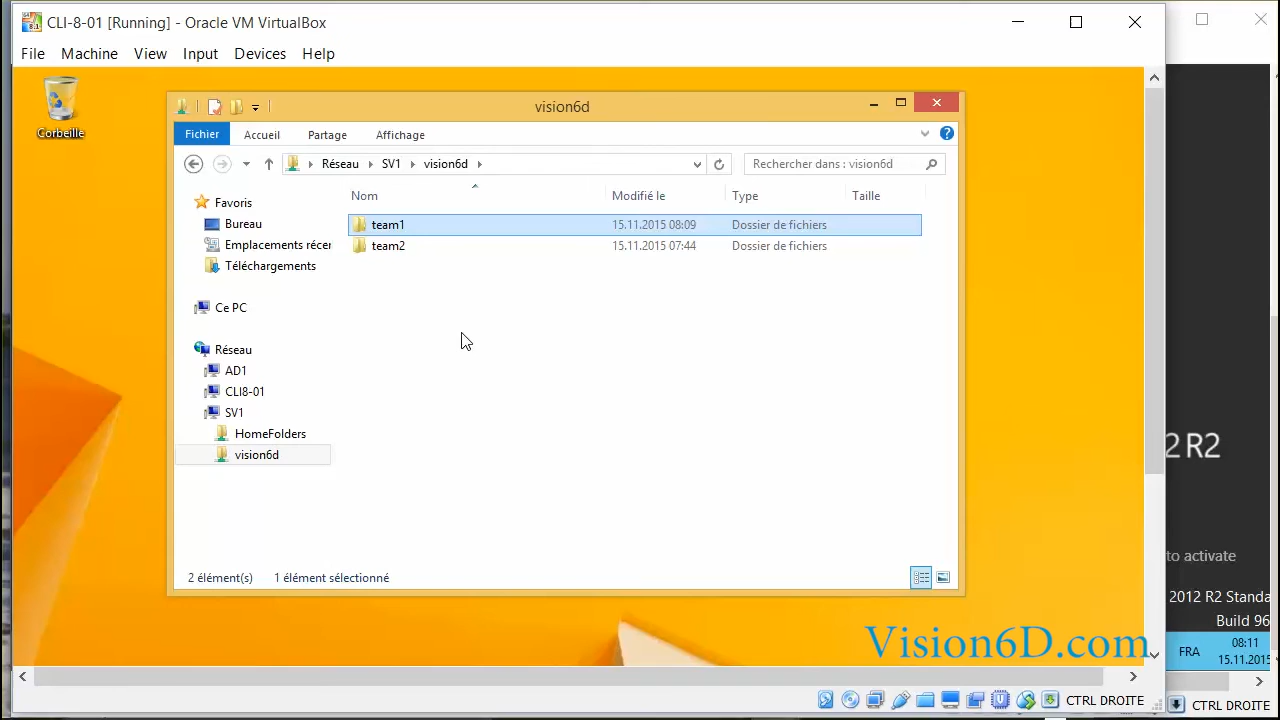 CLI-8-01 [Running] - Oracle VM VirtualBox
File Machine View Input Devices Help
Corbeille
vision6d
Fichier Accueil Partage Affichage
Réseau SV1 vision6d
Rechercher dans : vision6d
Nom Modifié le Type Taille
team1 15.11.2015 08:09 Dossier de fichiers
team2 15.11.2015 07:44 Dossier de fichiers
Favoris
Bureau
Emplacements récer
Téléchargements
Ce PC
Réseau
AD1
CLI8-01
SV1
HomeFolders
vision6d
2 élément(s) 1 élément sélectionné
2 R2
to activate
2012 R2 Standa
Build 96
Vision6D.com
FRA 08:11
15.11.2015
CTRL DROITE
CTRL DROITE